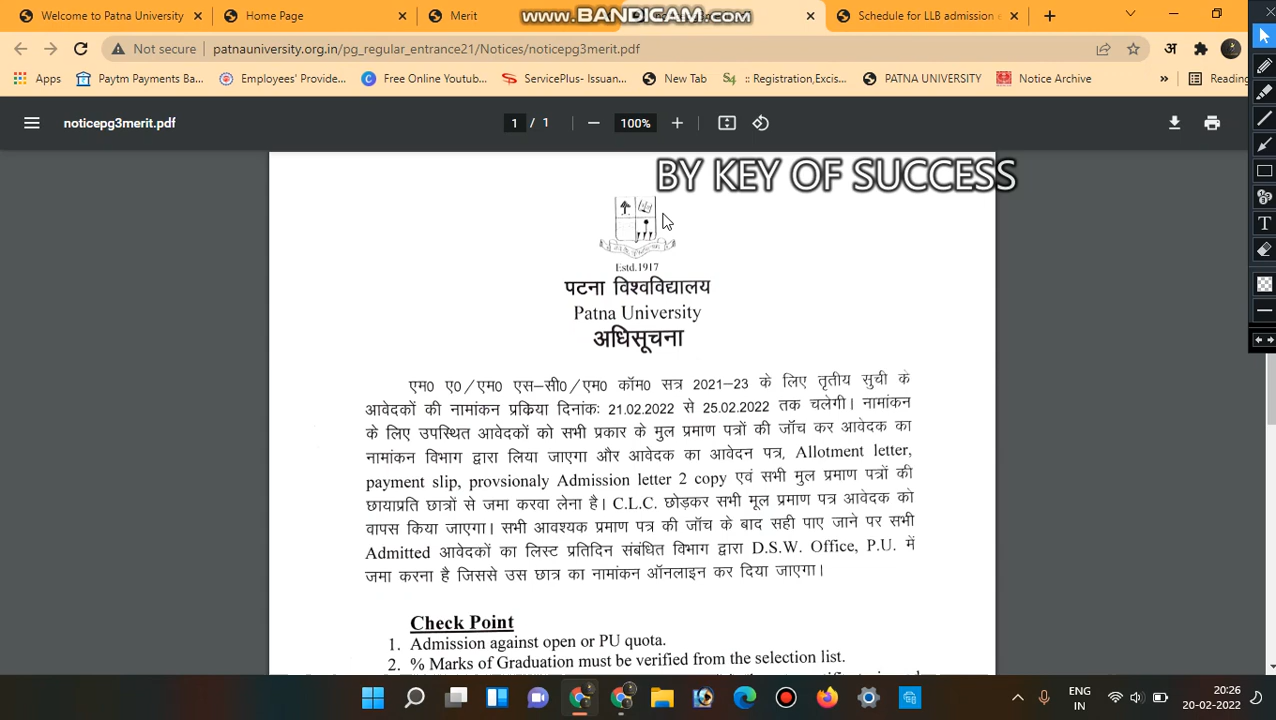 Welcome to Patna University
Home Page
Merit
www.BANDICAM.com
Schedule for LLB admission
Not secure
patnauniversity.org.in/pg_regular_entrance21/Notices/noticepg3merit.pdf
अ
Apps
Paytm Payments Ba...
Employees' Provide...
Free Online Youtub...
ServicePlus- Issuan...
New Tab
:: Registration,Excis...
PATNA UNIVERSITY
Notice Archive
»
Reading
noticepg3merit.pdf
1 / 1
100%
BY KEY OF SUCCESS
Estd.1917
पटना विश्वविद्यालय
Patna University
अधिसूचना
एम0 ए0/एम0 एस–सी0/एम0 कॉम0 सत्र 2021–23 के लिए तृतीय सुची के
आवेदकों की नामांकन प्रकिया दिनांकः 21.02.2022 से 25.02.2022 तक चलेगी। नामांकन
के लिए उपस्थित आवेदकों को सभी प्रकार के मुल प्रमाण पत्रों की जाँच कर आवेदक का
नामांकन विभाग द्वारा लिया जाएगा और आवेदक का आवेदन पत्र, Allotment letter,
payment slip, provsionaly Admission letter 2 copy एवं सभी मुल प्रमाण पत्रों की
छायाप्रति छात्रों से जमा करवा लेना है। C.L.C. छोड़कर सभी मूल प्रमाण पत्र आवेदक को
वापस किया जाएगा। सभी आवश्यक प्रमाण पत्र की जाँच के बाद सही पाए जाने पर सभी
Admitted आवेदकों का लिस्ट प्रतिदिन संबंधित विभाग द्वारा D.S.W. Office, P.U. में
जमा करना है जिससे उस छात्र का नामांकन ऑनलाइन कर दिया जाएगा।
Check Point
1. Admission against open or PU quota.
2. % Marks of Graduation must be verified from the selection list.
ENG
IN
20:26
20-02-2022